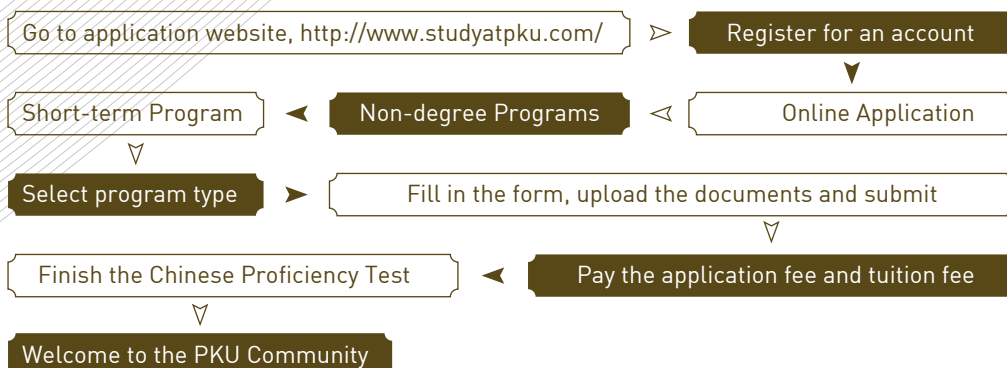 Go to application website, http://www.studyatpku.com/
Register for an account
Online Application
Non-degree Programs
Short-term Program
Select program type
Fill in the form, upload the documents and submit
Pay the application fee and tuition fee
Finish the Chinese Proficiency Test
Welcome to the PKU Community